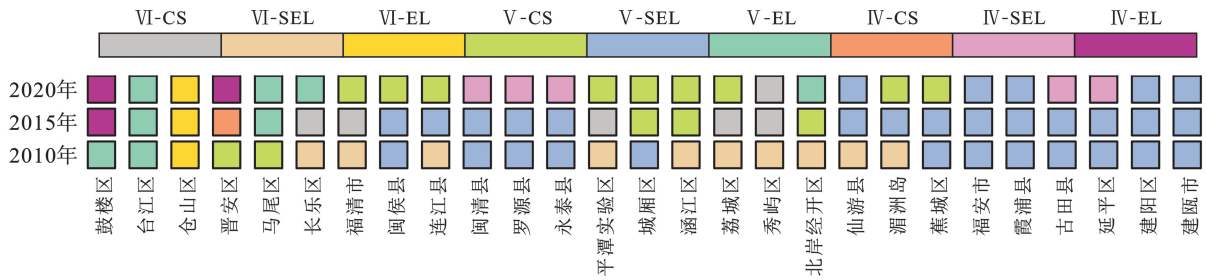 Ⅵ-CS Ⅵ-SEL Ⅵ-EL Ⅴ-CS Ⅴ-SEL Ⅴ-EL Ⅳ-CS Ⅳ-SEL Ⅳ-EL
2020年
2015年
2010年
鼓楼区
台江区
仓山区
晋安区
马尾区
长乐区
福清市
闽侯县
连江县
闽清县
罗源县
永泰县
平潭实验区
城厢区
涵江区
荔城区
秀屿区
北岸经开区
仙游县
湄洲岛
蕉城区
福安市
霞浦县
古田县
延平区
建阳区
建瓯市